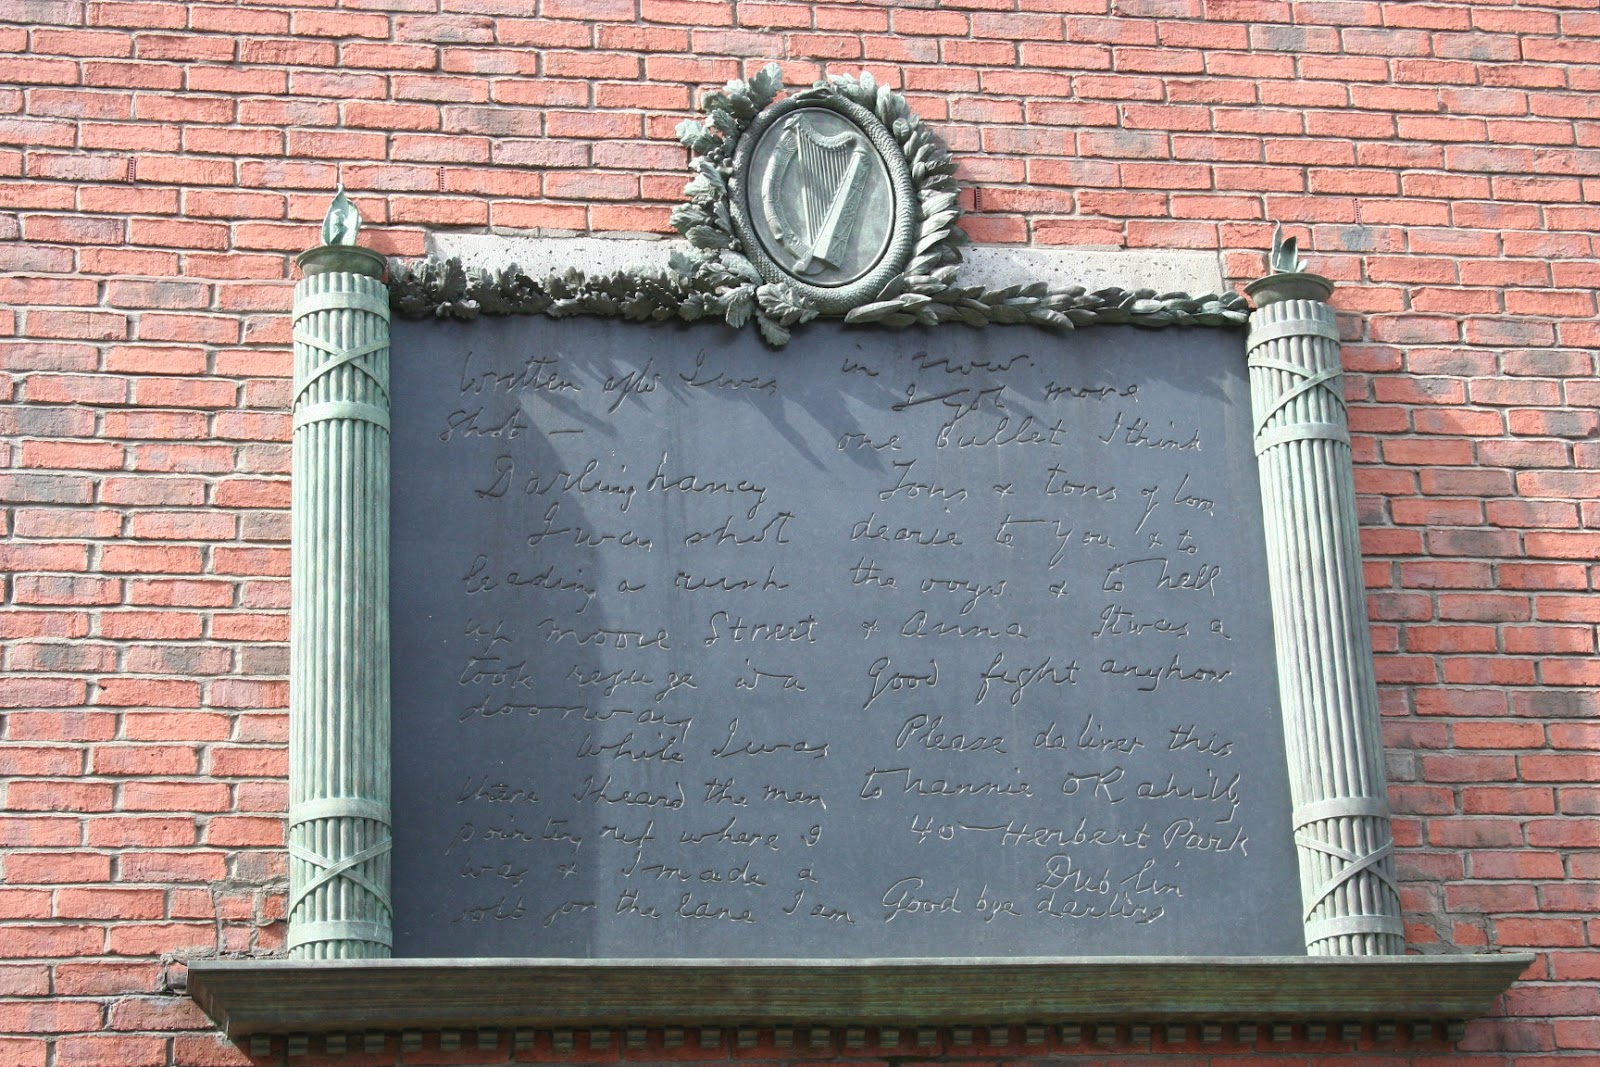 Written after I was
shot —
Darling Nancy
I was shot
leading a rush
up Moore Street
took refuge in a
doorway
While I was
there I heard the men
pointing out where I
was & I made a
bolt for the lane I am
in now.
I got more
one bullet I think
Tons & tons of love
dearie to you & to
the boys & to Nell
& Anna It was a
good fight anyhow
Please deliver this
to Nannie O'Rahilly
40 Herbert Park
Dublin
Good bye darling